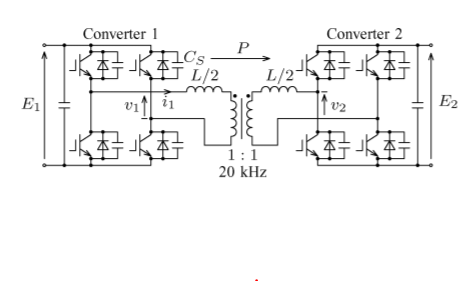 Converter 1 Converter 2
C_S P
L/2 L/2
E_1 v_1 i_1 v_2 E_2
1 : 1
20 kHz